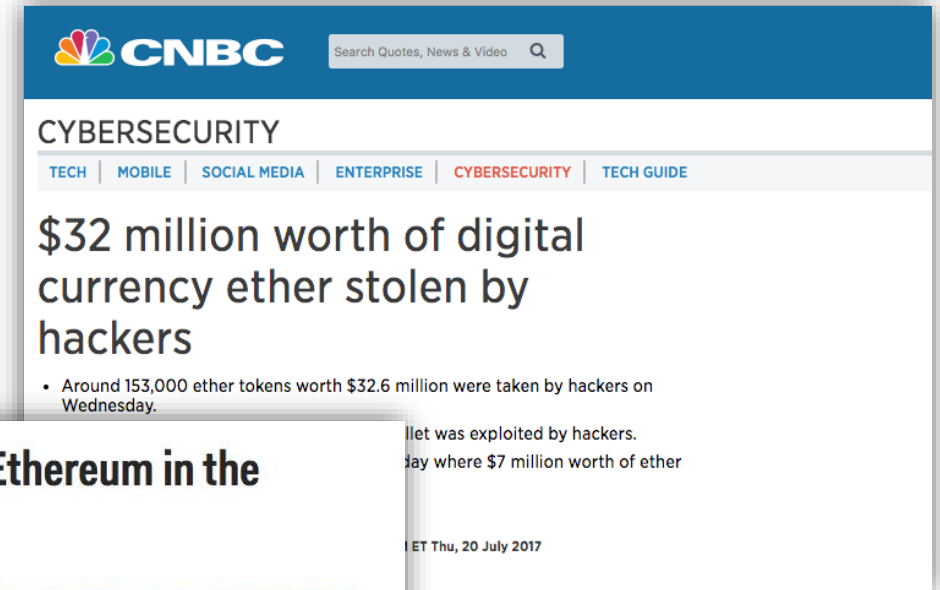 CNBC
Search Quotes, News & Video
CYBERSECURITY
TECH | MOBILE | SOCIAL MEDIA | ENTERPRISE | CYBERSECURITY | TECH GUIDE
$32 million worth of digital
currency ether stolen by
hackers
• Around 153,000 ether tokens worth $32.6 million were taken by hackers on
Wednesday.
was exploited by hackers.
where $7 million worth of ether
ET Thu, 20 July 2017
Ethereum in the